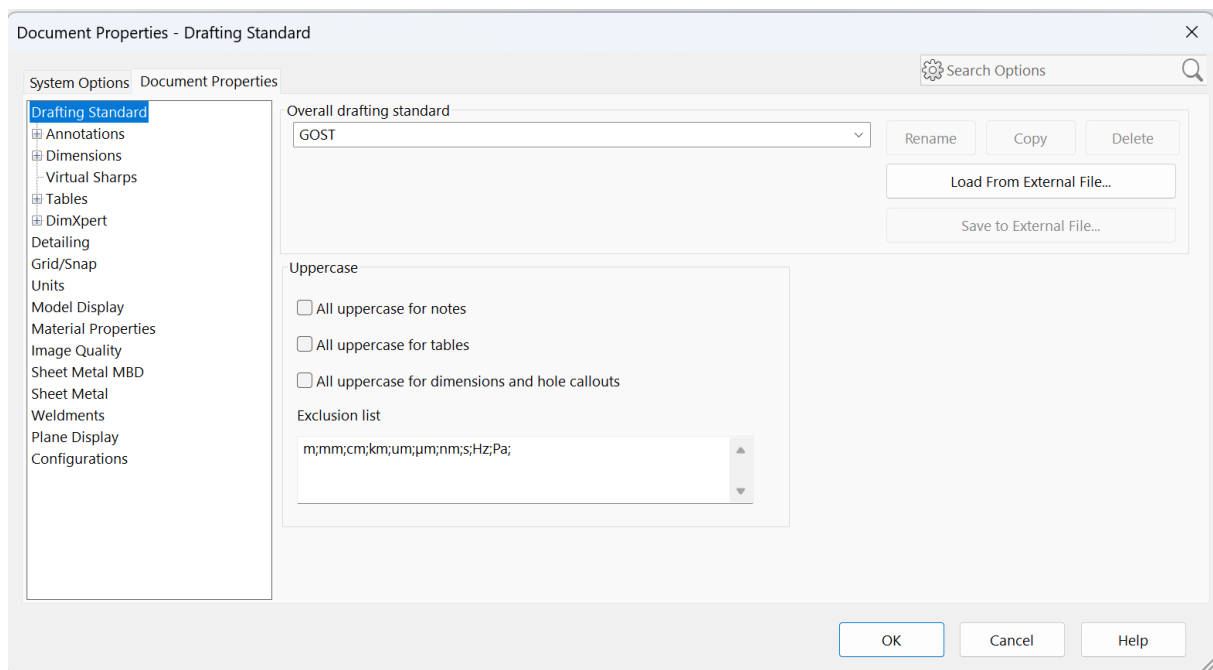 Document Properties - Drafting Standard
Search Options
System Options
Document Properties
Drafting Standard
Annotations
Dimensions
Virtual Sharps
Tables
DimXpert
Detailing
Grid/Snap
Units
Model Display
Material Properties
Image Quality
Sheet Metal MBD
Sheet Metal
Weldments
Plane Display
Configurations
Overall drafting standard
GOST
Rename
Copy
Delete
Load From External File...
Save to External File...
Uppercase
All uppercase for notes
All uppercase for tables
All uppercase for dimensions and hole callouts
Exclusion list
m;mm;cm;km;um;µm;nm;s;Hz;Pa;
OK
Cancel
Help